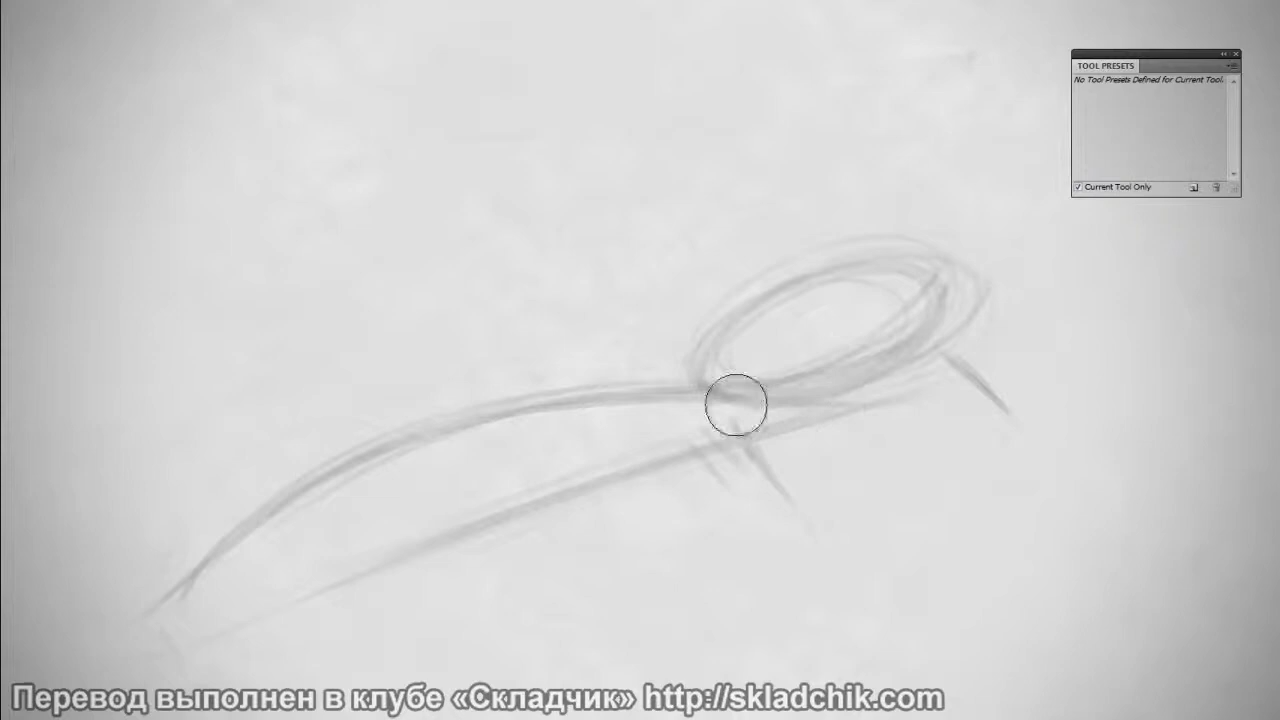 TOOL PRESETS
No Tool Presets Defined for Current Tool.
Current Tool Only
Перевод выполнен в клубе «Складчик» http://skladchik.com